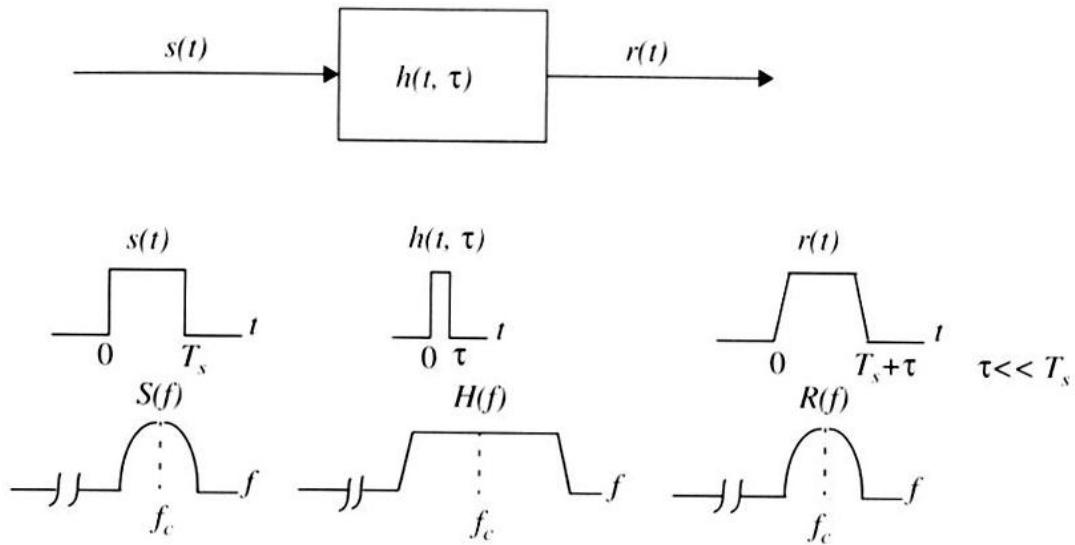 s(t)
h(t, τ)
r(t)
s(t)
h(t, τ)
r(t)
t
t
t
0
T_s
0
τ
0
T_s+τ
τ<< T_s
S(f)
H(f)
R(f)
f
f
f
f_c
f_c
f_c